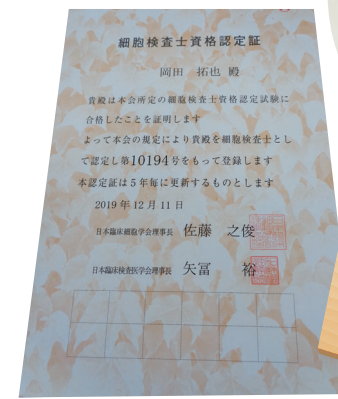 細胞検査士資格認定証
岡田 拓也 殿
貴殿は本会所定の細胞検査士資格認定試験に
合格したことを証明します
よって本会の規定により貴殿を細胞検査士とし
て認定し第10194号をもって登録します
本認定証は5年毎に更新するものとします
2019年12月11日
日本臨床細胞学会理事長 佐藤 之俊
日本臨床検査医学会理事長 矢冨 裕